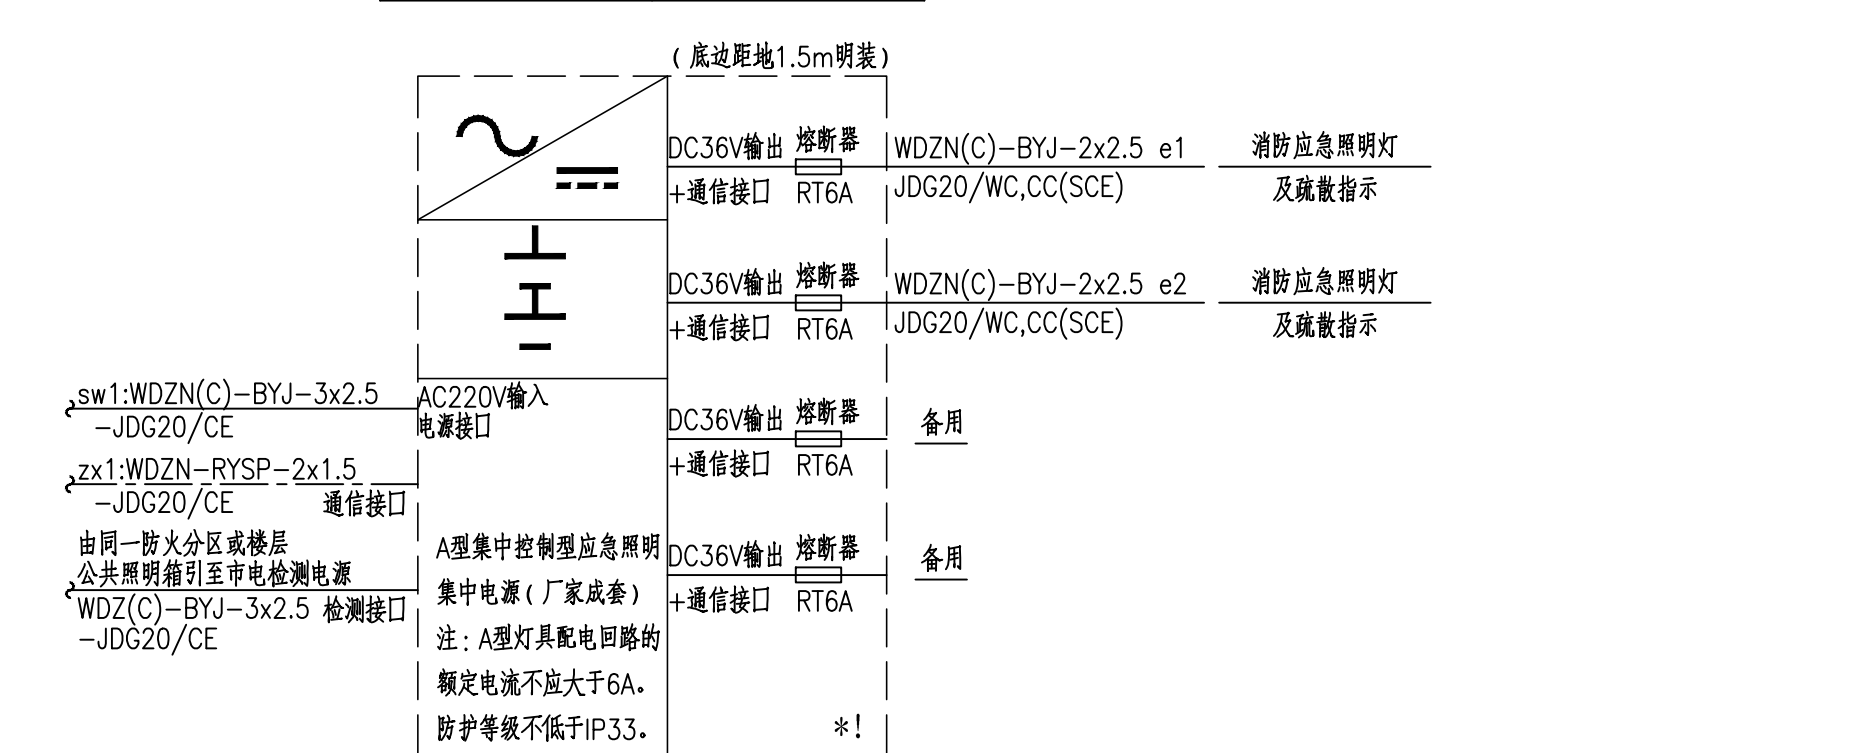 (底边距地1.5m明装)
DC36V输出 熔断器 WDZN(C)-BYJ-2x2.5 e1 消防应急照明灯
+通信接口 RT6A JDG20/WC,CC(SCE) 及疏散指示
DC36V输出 熔断器 WDZN(C)-BYJ-2x2.5 e2 消防应急照明灯
+通信接口 RT6A JDG20/WC,CC(SCE) 及疏散指示
sw1:WDZN(C)-BYJ-3x2.5
-JDG20/CE
AC220V输入
电源接口
DC36V输出 熔断器 备用
+通信接口 RT6A
zx1:WDZN-RYSP-2x1.5
-JDG20/CE 通信接口
由同一防火分区或楼层
公共照明箱引至市电检测电源
WDZ(C)-BYJ-3x2.5 检测接口
-JDG20/CE
DC36V输出 熔断器 备用
+通信接口 RT6A
A型集中控制型应急照明
集中电源(厂家成套)
注:A型灯具配电回路的
额定电流不应大于6A。
防护等级不低于IP33。
*!